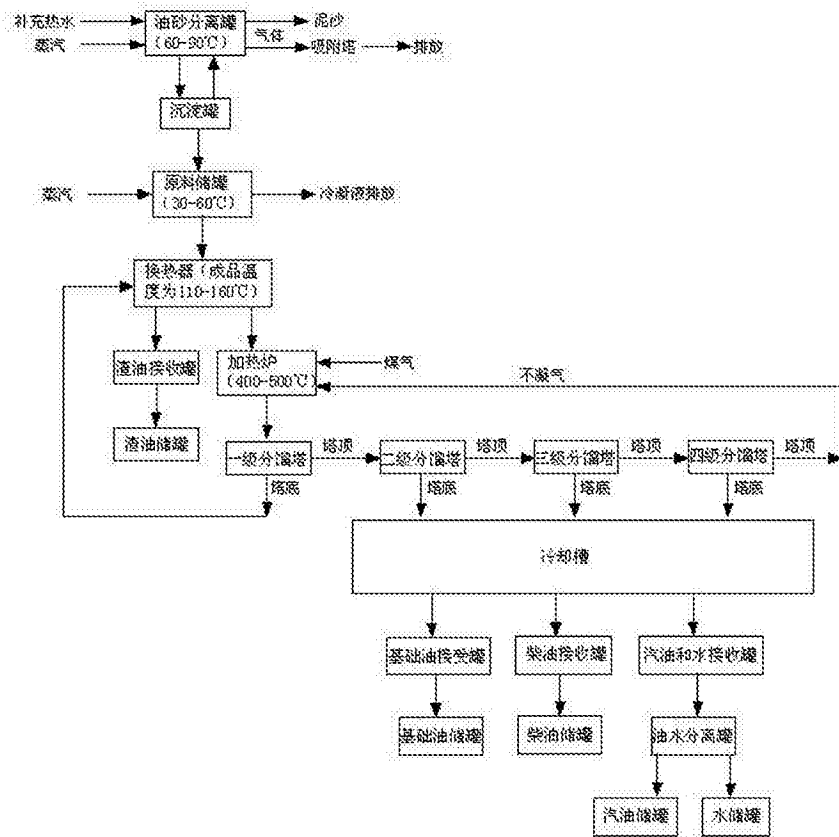 补充热水
油砂分离罐
(60-90℃)
泥砂
蒸汽
气体
吸附塔
排放
沉淀罐
蒸汽
原料储罐
(30-60℃)
冷凝液排放
换热器(成品温
度为110-160℃)
渣油接收罐
加热炉
(400-500℃)
煤气
不凝气
渣油储罐
一级分馏塔
塔顶
二级分馏塔
塔顶
三级分馏塔
塔顶
四级分馏塔
塔顶
塔底
塔底
塔底
塔底
冷却槽
基础油接受罐
柴油接收罐
汽油和水接收罐
基础油储罐
柴油储罐
油水分离罐
汽油储罐
水储罐